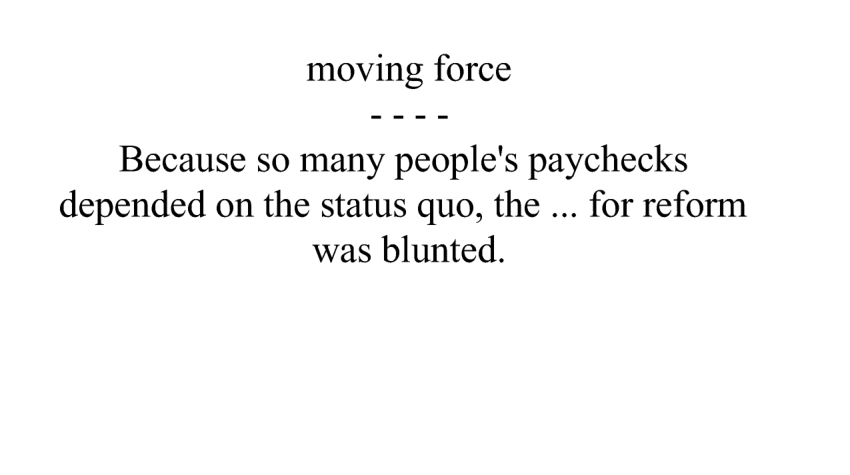 moving force
- - - -
Because so many people's paychecks
depended on the status quo, the ... for reform
was blunted.